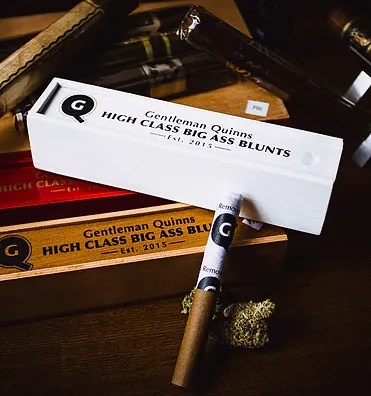 G
Gentleman Quinns
HIGH CLASS BIG ASS BLUNTS
Est. 2015
G
Gentleman Quinns
HIGH CLASS BIG ASS BLU
Est. 2015
Remo
G
Remo